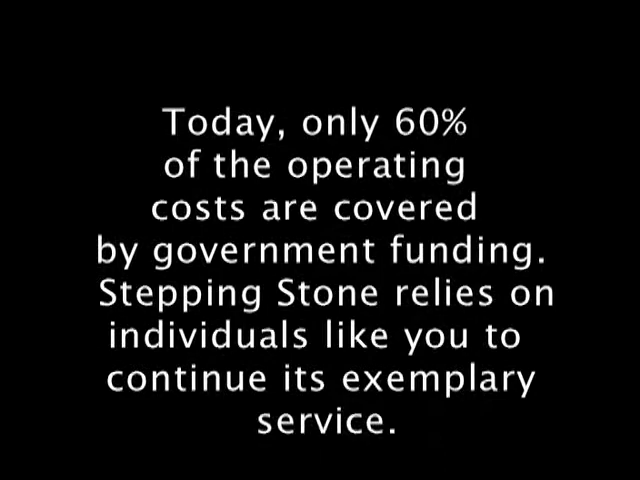 Today, only 60%
of the operating
costs are covered
by government funding.
Stepping Stone relies on
individuals like you to
continue its exemplary
service.